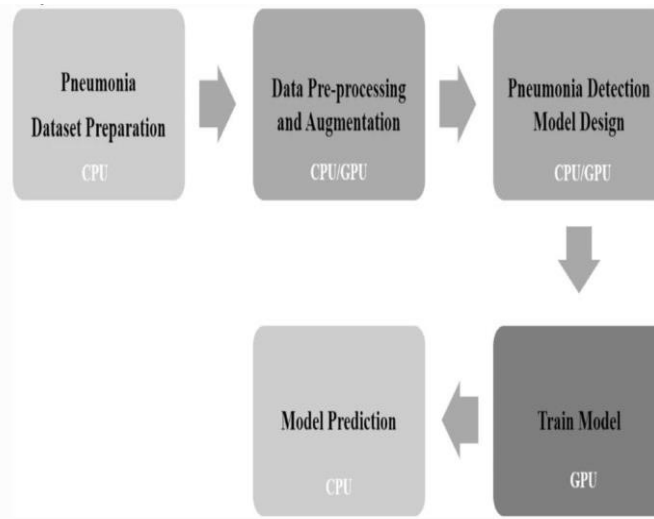 Pneumonia
Dataset Preparation
CPU
Data Pre-processing
and Augmentation
CPU/GPU
Pneumonia Detection
Model Design
CPU/GPU
Train Model
GPU
Model Prediction
CPU